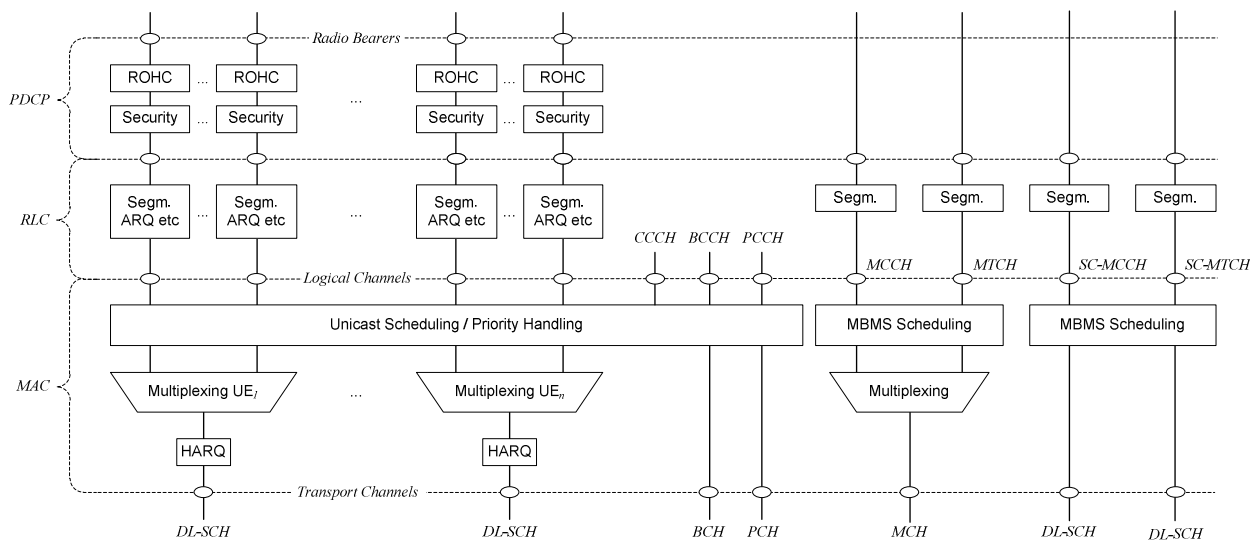 Radio Bearers
PDCP
ROHC ... ROHC ROHC ... ROHC
...
Security ... Security Security ... Security
RLC
Segm. Segm. Segm. Segm.
ARQ etc ... ARQ etc ... ARQ etc ... ARQ etc
Segm. Segm. Segm. Segm.
CCCH BCCH PCCH
Logical Channels
MCCH MTCH SC-MCCH SC-MTCH
MAC
Unicast Scheduling / Priority Handling MBMS Scheduling MBMS Scheduling
Multiplexing UE1 ... Multiplexing UEn Multiplexing
HARQ HARQ
Transport Channels
DL-SCH DL-SCH BCH PCH MCH DL-SCH DL-SCH